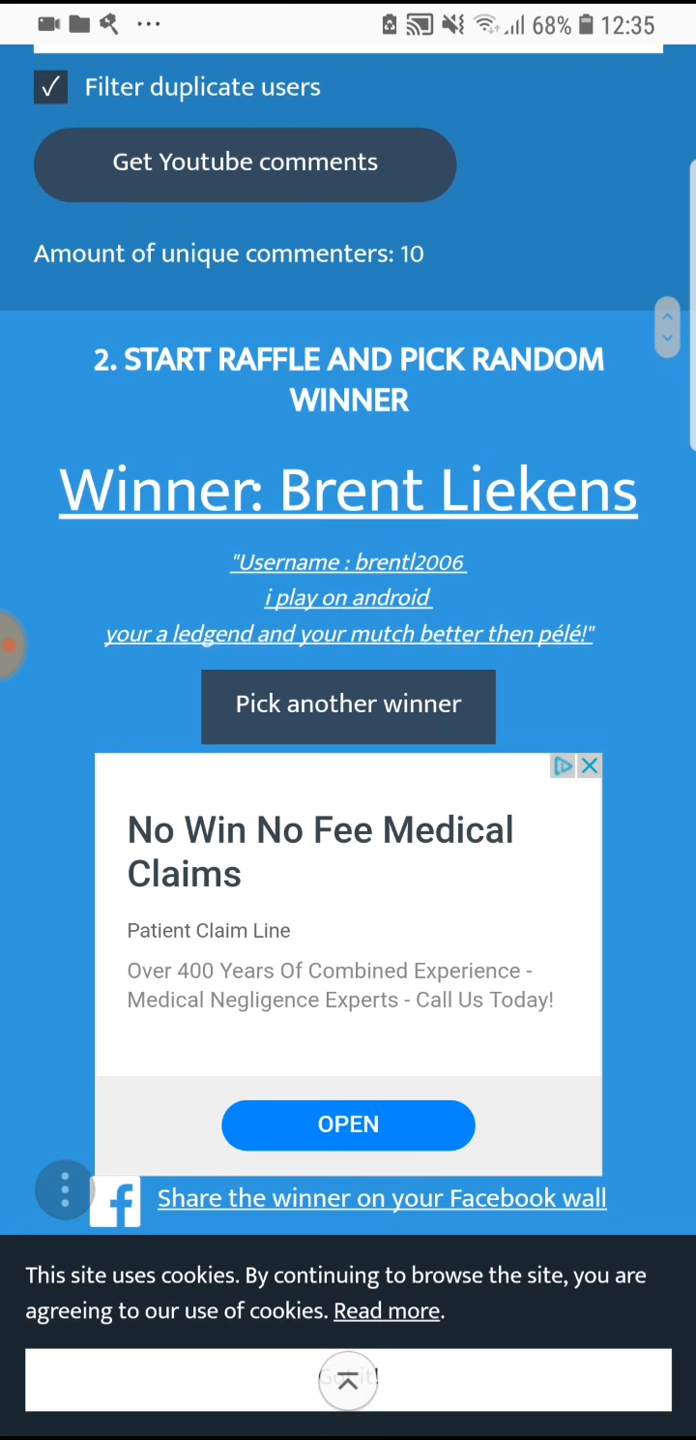 68% 12:35
✓ Filter duplicate users
Get Youtube comments
Amount of unique commenters: 10
2. START RAFFLE AND PICK RANDOM
WINNER
Winner: Brent Liekens
"Username : brentl2006
i play on android
your a ledgend and your mutch better then pélé!"
Pick another winner
No Win No Fee Medical
Claims
Patient Claim Line
Over 400 Years Of Combined Experience -
Medical Negligence Experts - Call Us Today!
OPEN
Share the winner on your Facebook wall
This site uses cookies. By continuing to browse the site, you are
agreeing to our use of cookies. Read more.